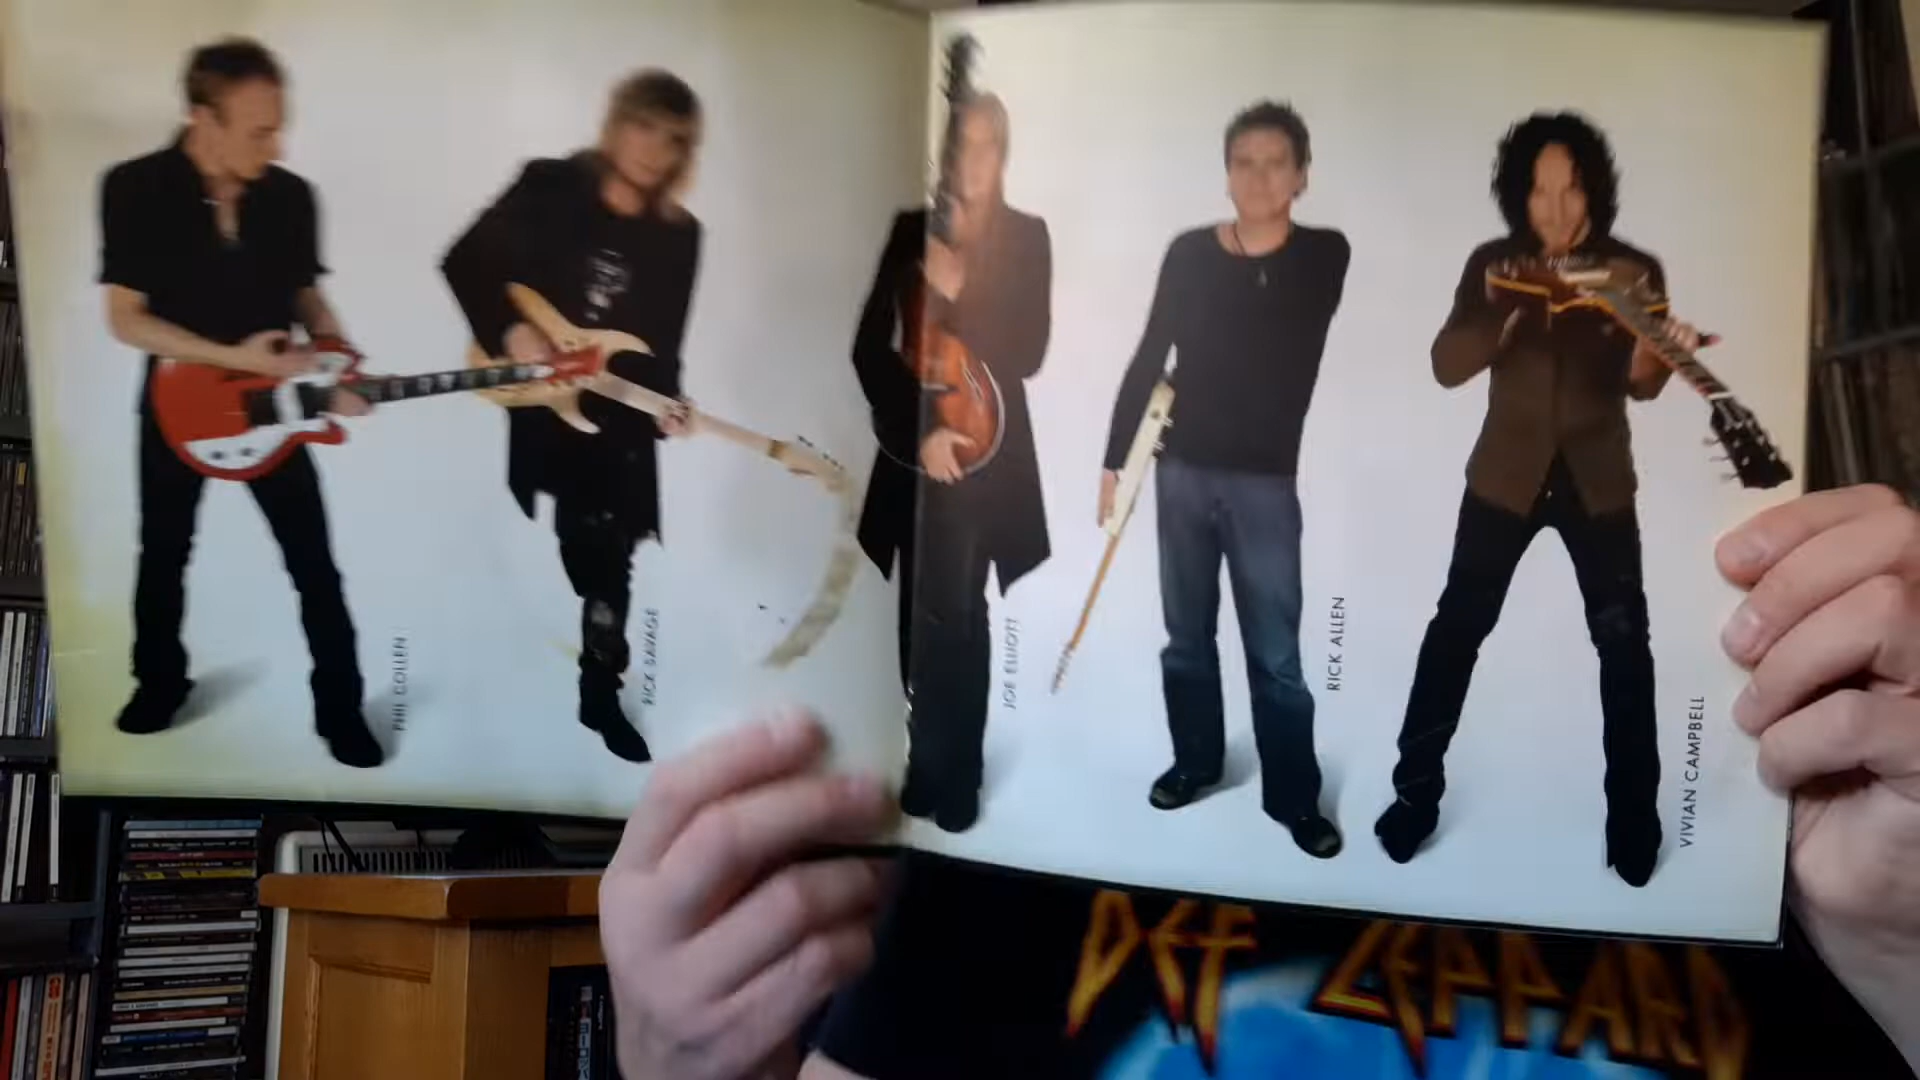 PHIL COLLEN
RICK SAVAGE
JOE ELLIOTT
RICK ALLEN
VIVIAN CAMPBELL
DEF LEPPARD